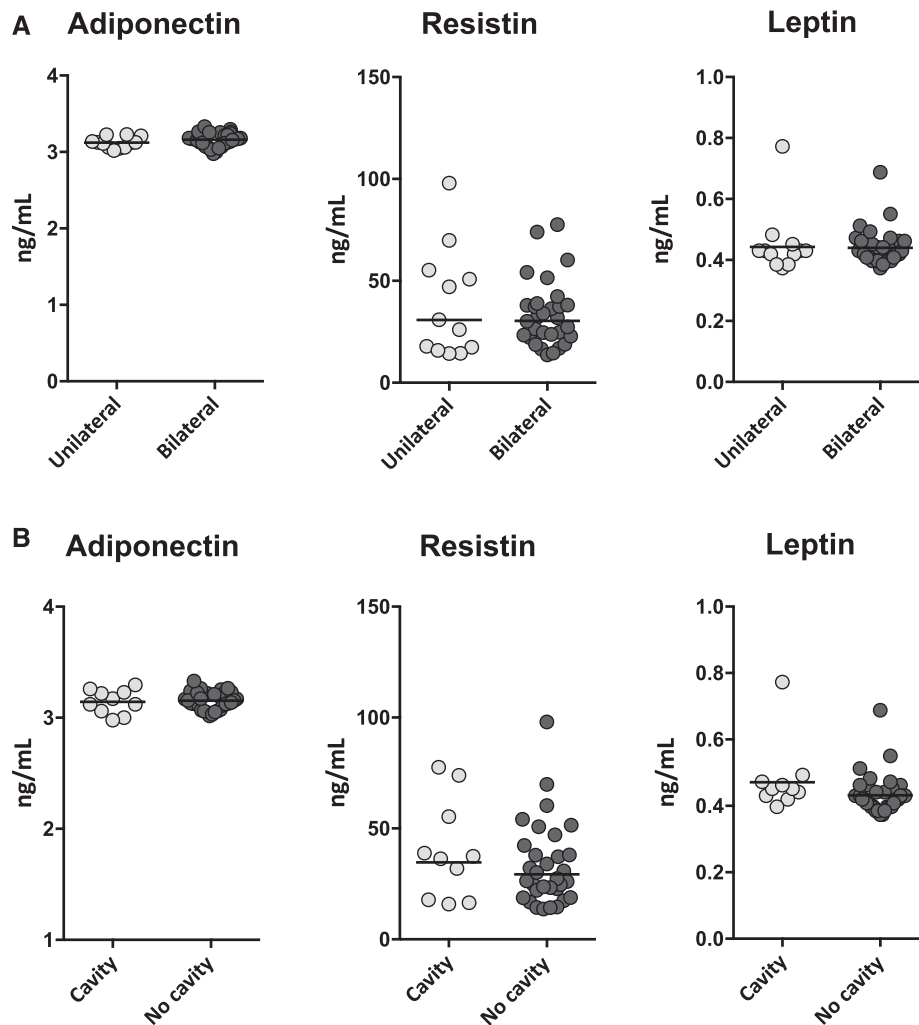 A
Adiponectin
Resistin
Leptin
4
3
2
1
0
ng/mL
Unilateral
Bilateral
150
100
50
0
ng/mL
Unilateral
Bilateral
1.0
0.8
0.6
0.4
0.2
0.0
ng/mL
Unilateral
Bilateral
B
Adiponectin
Resistin
Leptin
4
3
2
1
ng/mL
Cavity
No cavity
150
100
50
0
ng/mL
Cavity
No cavity
1.0
0.8
0.6
0.4
0.2
0.0
ng/mL
Cavity
No cavity